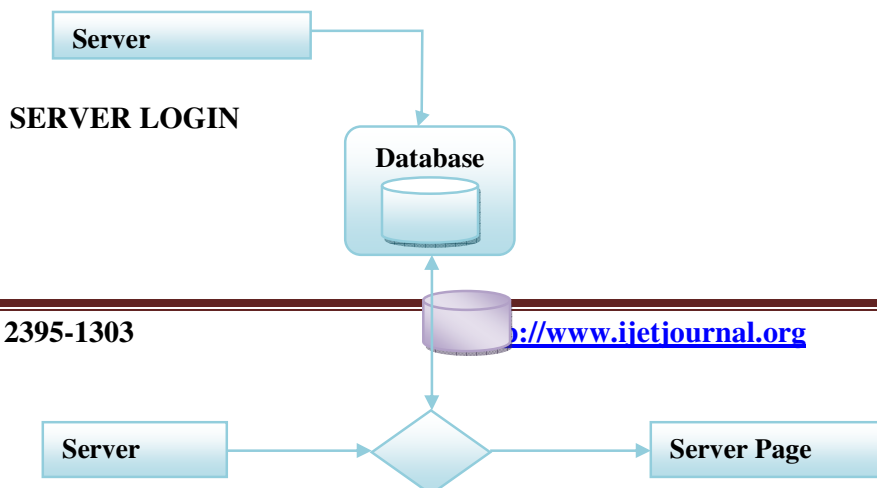 Server
SERVER LOGIN
Database
2395-1303
://www.ijetjournal.org
Server
Server Page